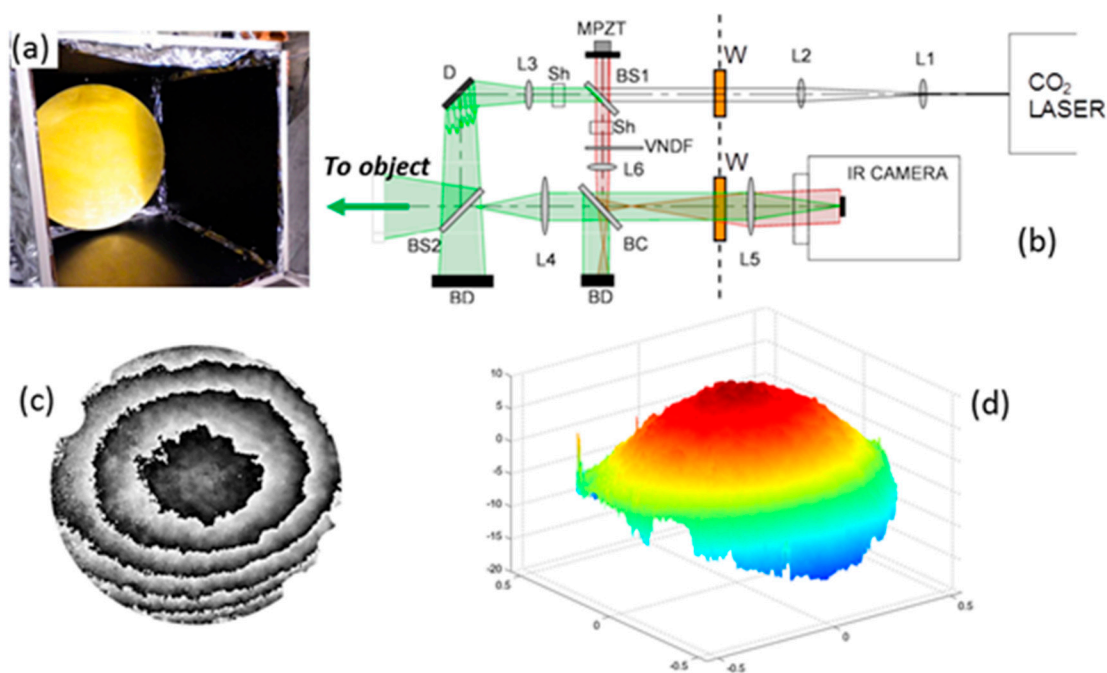 (a)
MPZT
D
L3
Sh
BS1
W
L2
L1
CO2
LASER
Sh
VNDF
To object
L6
W
IR CAMERA
BS2
L4
BC
L5
(b)
BD
BD
(c)
(d)
10
5
0
-5
-10
-15
-20
0.5
0
-0.5
-0.5
0
0.5